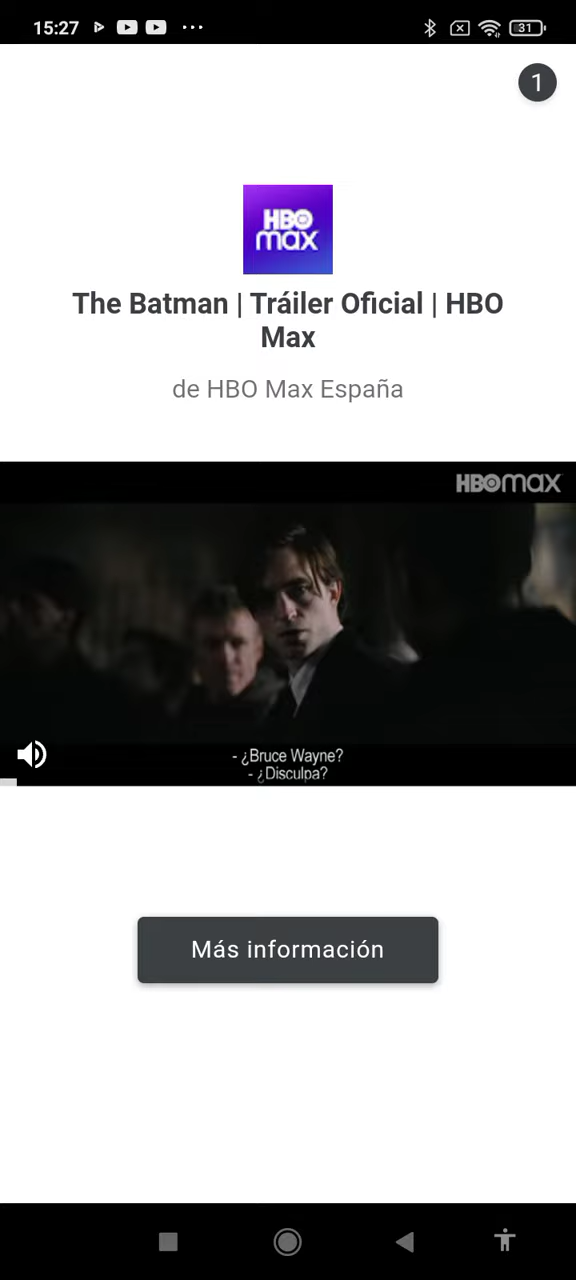 15:27
31
1
HBO
max
The Batman | Tráiler Oficial | HBO
Max
de HBO Max España
HBOmax
- ¿Bruce Wayne?
- ¿Disculpa?
Más información